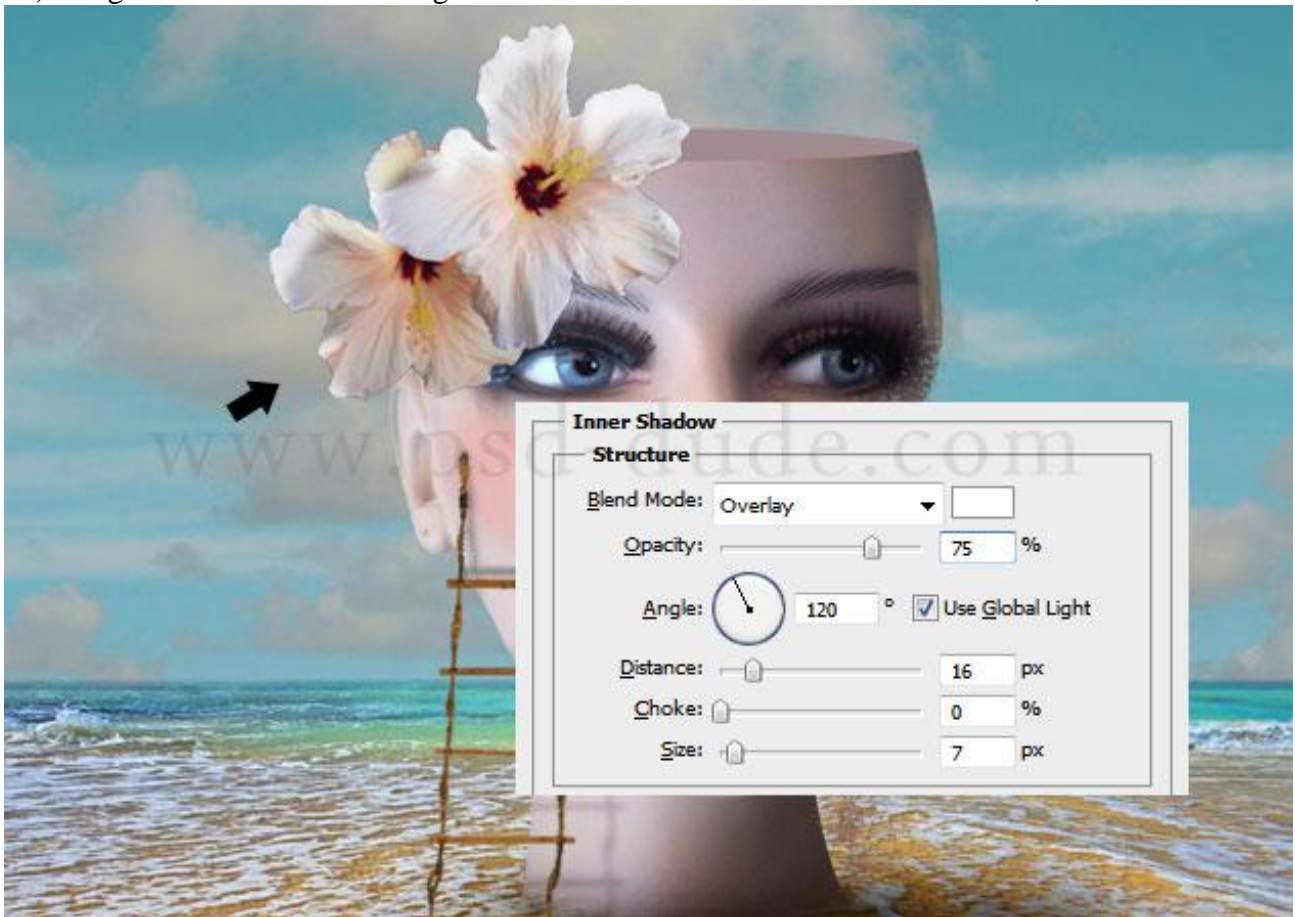 www.psd-dude.com
Inner Shadow
Structure
Blend Mode: Overlay
Opacity: 75 %
Angle: 120 ° Use Global Light
Distance: 16 px
Choke: 0 %
Size: 7 px